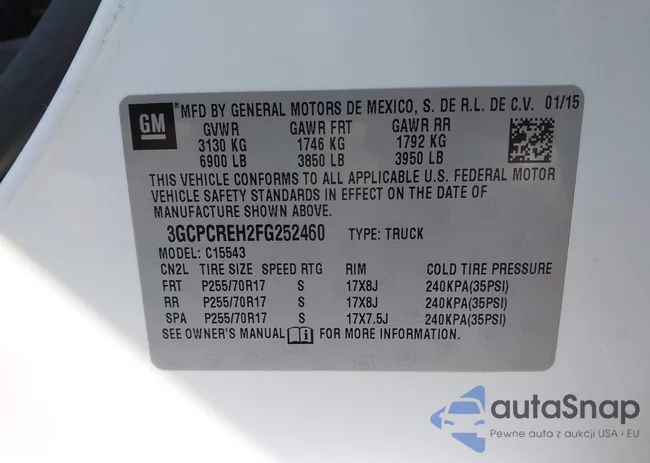 GM
MFD BY GENERAL MOTORS DE MEXICO, S. DE R.L. DE C.V. 01/15
GVWR GAWR FRT GAWR RR
3130 KG 1746 KG 1792 KG
6900 LB 3850 LB 3950 LB
THIS VEHICLE CONFORMS TO ALL APPLICABLE U.S. FEDERAL MOTOR
VEHICLE SAFETY STANDARDS IN EFFECT ON THE DATE OF
MANUFACTURE SHOWN ABOVE.
3GCPCREH2FG252460 TYPE: TRUCK
MODEL: C15543
CN2L TIRE SIZE SPEED RTG RIM COLD TIRE PRESSURE
FRT P255/70R17 S 17X8J 240KPA(35PSI)
RR P255/70R17 S 17X8J 240KPA(35PSI)
SPA P255/70R17 S 17X7.5J 240KPA(35PSI)
SEE OWNER'S MANUAL FOR MORE INFORMATION.
autaSnap
Pewne auta z aukcji USA i EU